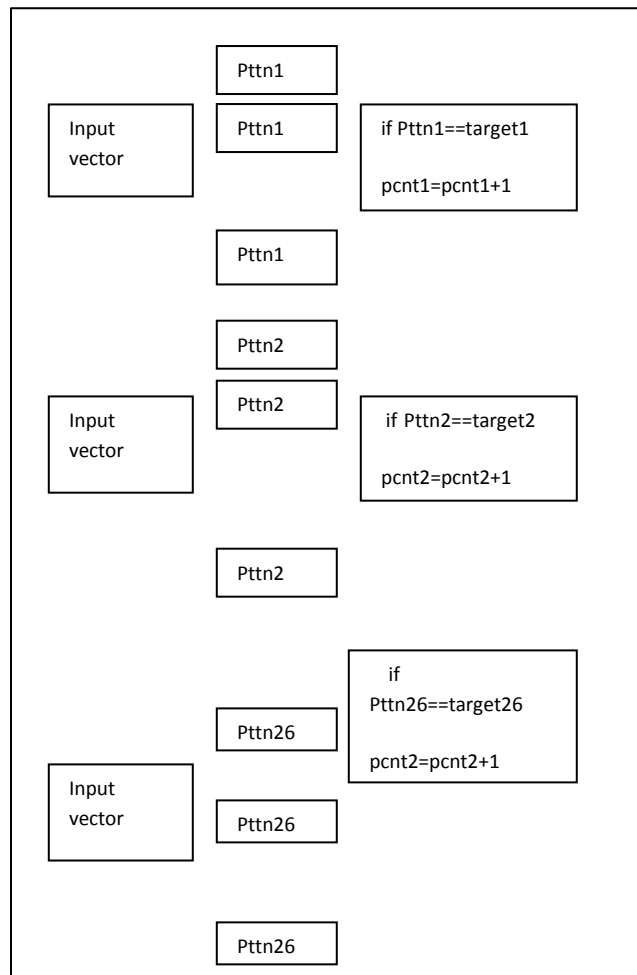 Pttn1
Input
vector
Pttn1
if Pttn1==target1
pcnt1=pcnt1+1
Pttn1
Pttn2
Input
vector
Pttn2
if Pttn2==target2
pcnt2=pcnt2+1
Pttn2
if
Pttn26==target26
pcnt2=pcnt2+1
Pttn26
Input
vector
Pttn26
Pttn26